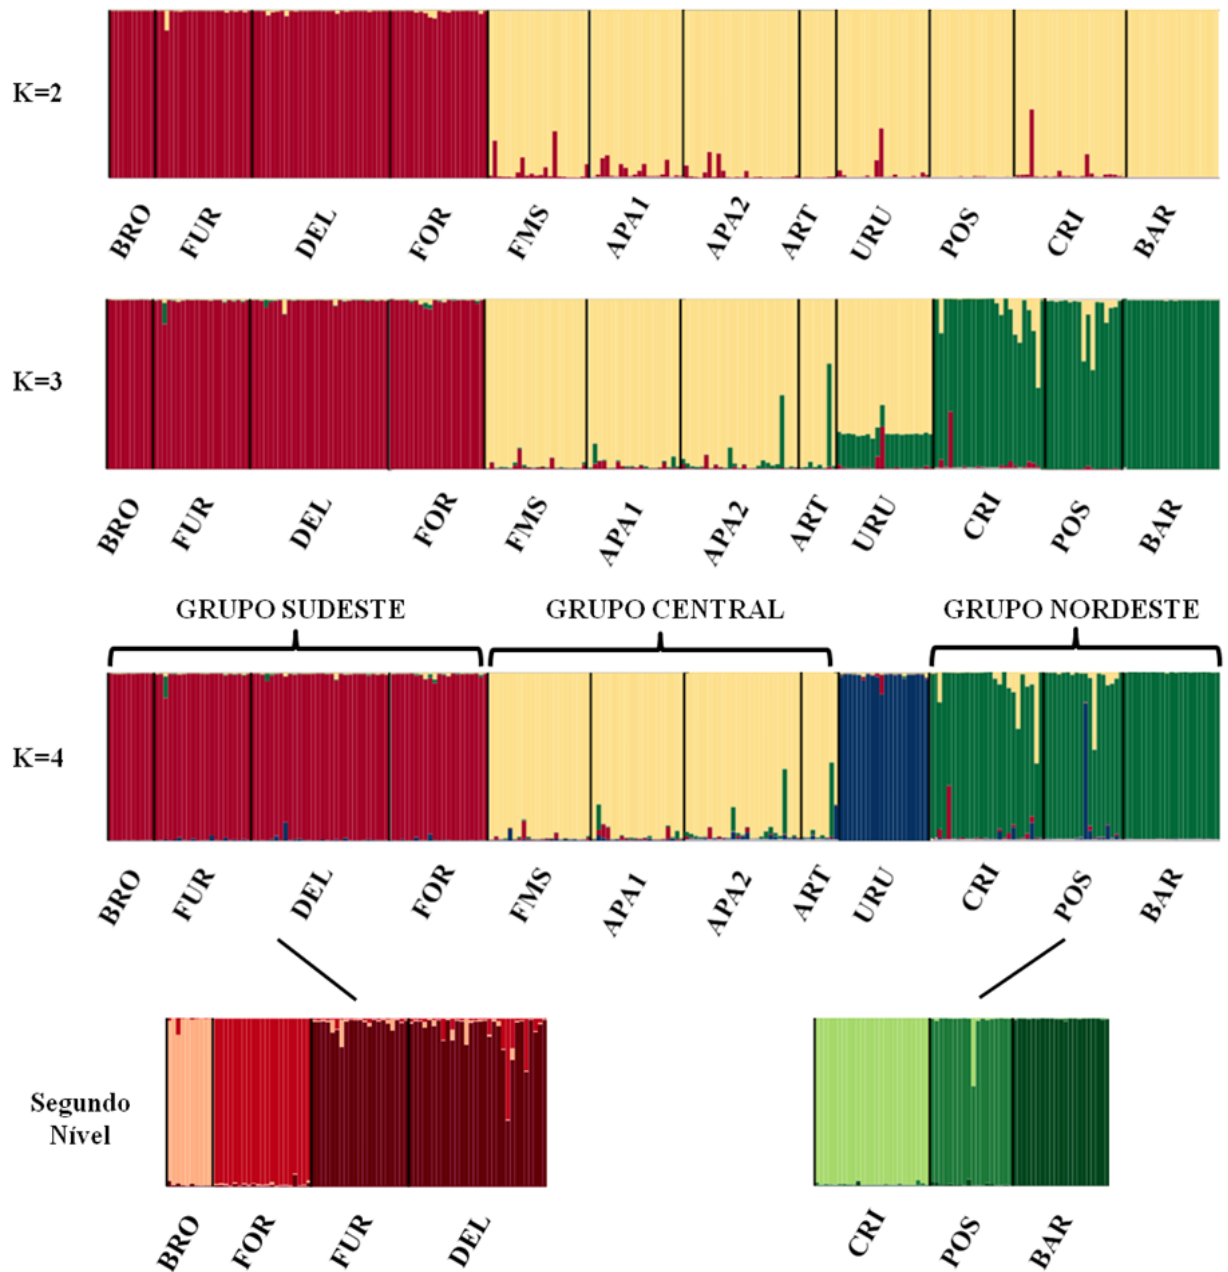 K=2
BRO FUR DEL FOR FMS APA1 APA2 ART URU POS CRI BAR
K=3
BRO FUR DEL FOR FMS APA1 APA2 ART URU CRI POS BAR
GRUPO SUDESTE GRUPO CENTRAL GRUPO NORDESTE
K=4
BRO FUR DEL FOR FMS APA1 APA2 ART URU CRI POS BAR
Segundo
Nível
BRO FOR FUR DEL CRI POS BAR